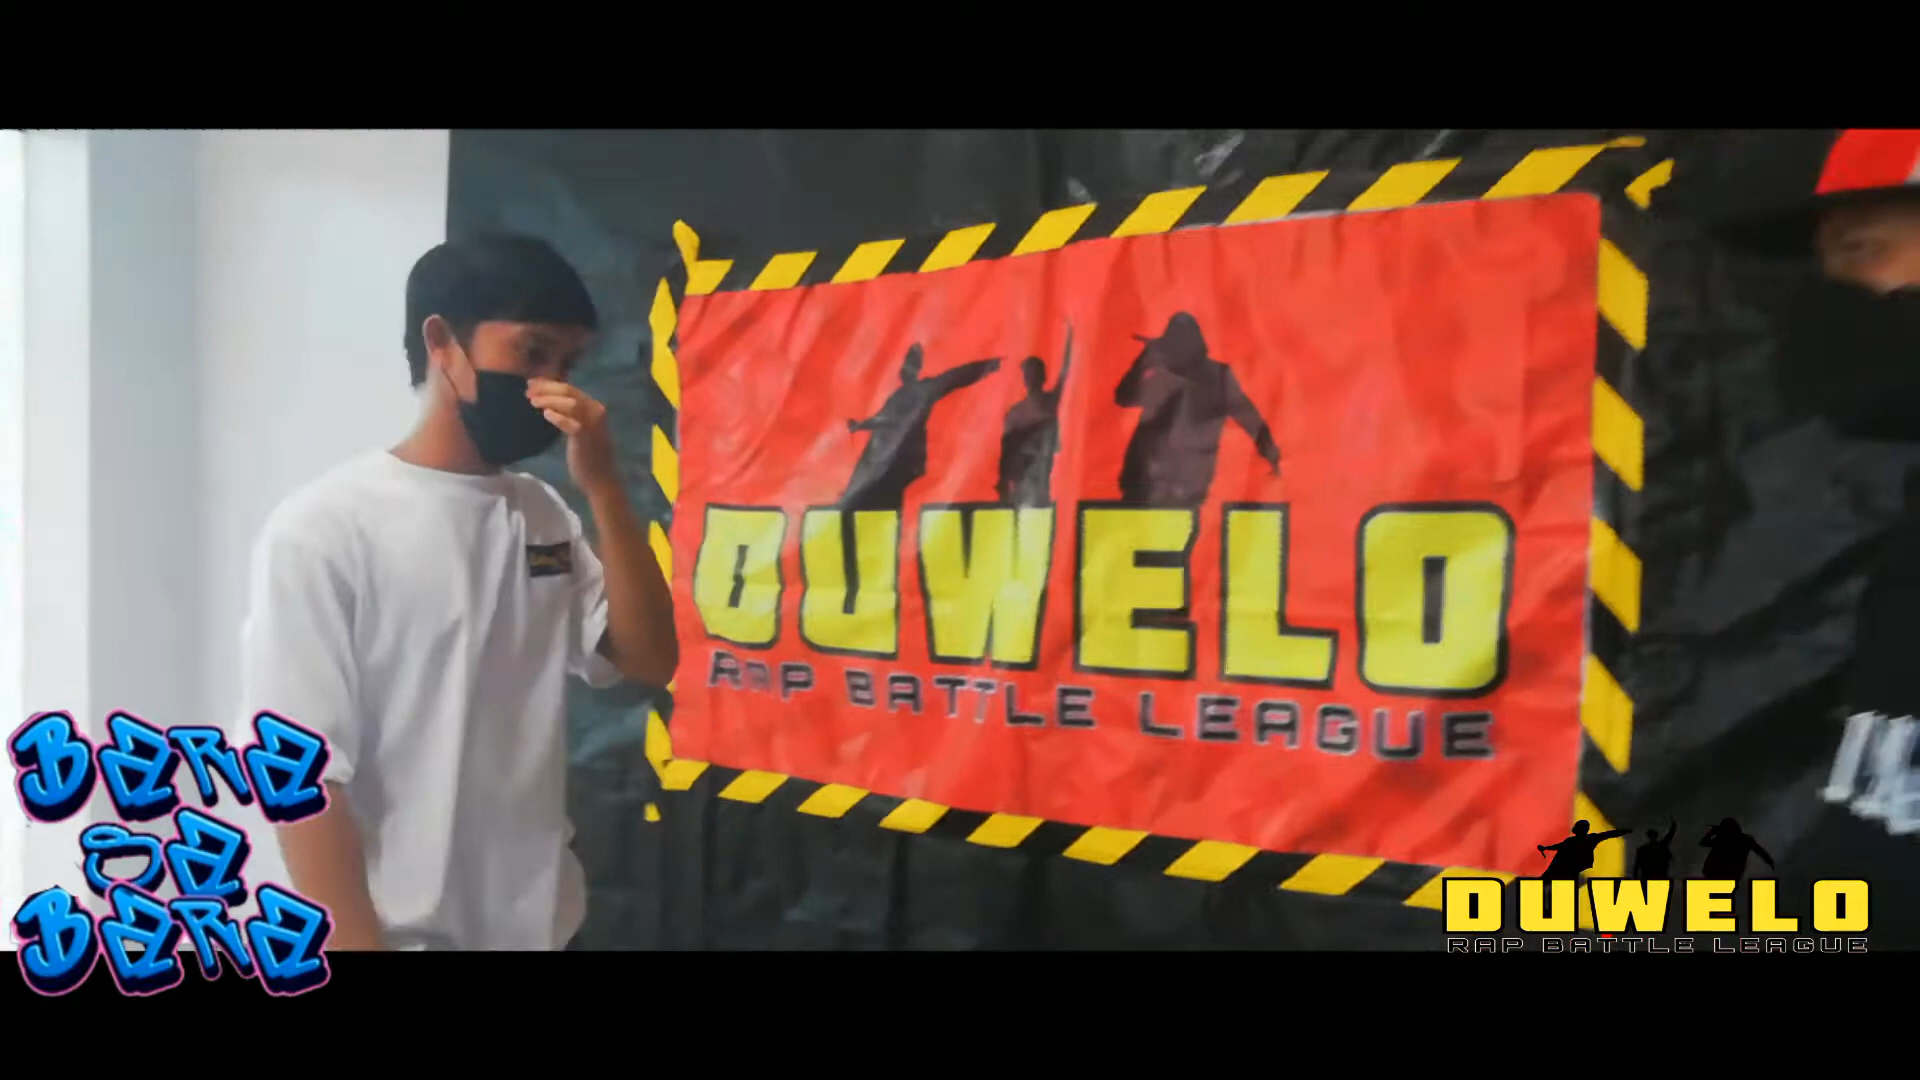 DUWELO
RAP BATTLE LEAGUE
BARA
SA
BARA
DUWELO
RAP BATTLE LEAGUE